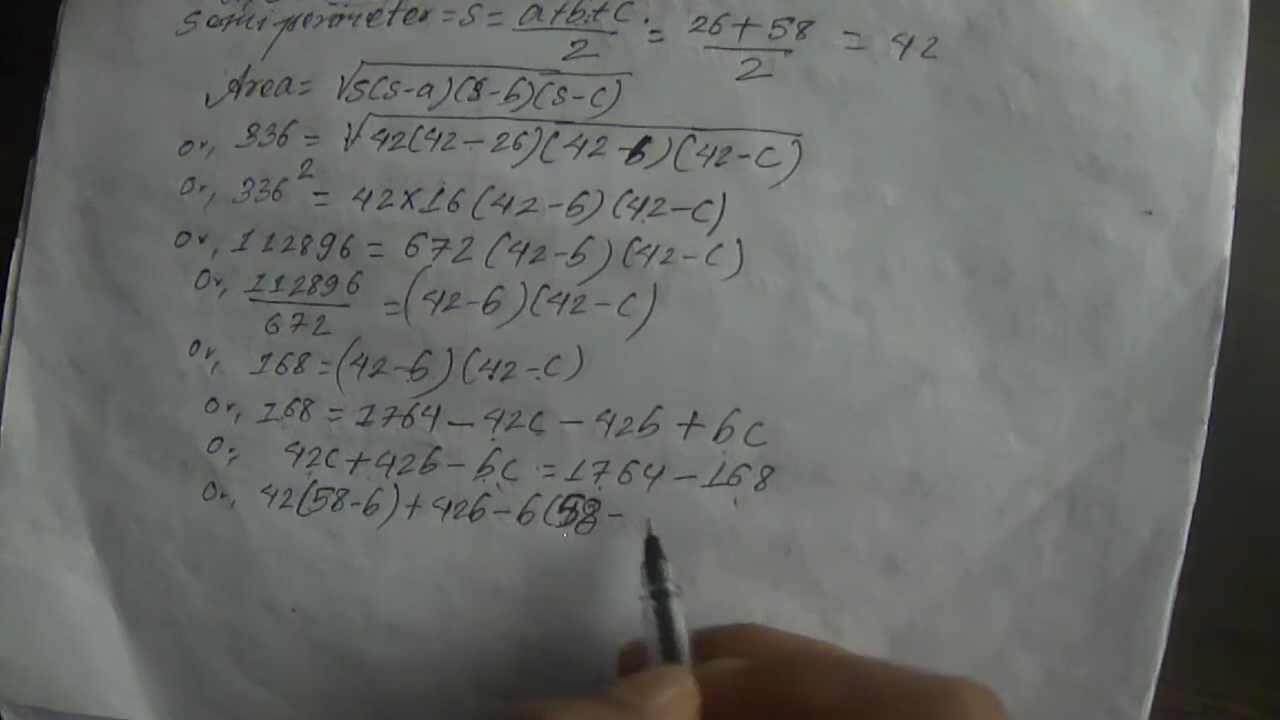 Semi perimeter = S = a+b+c/2 = 26+58/2 = 42
Area = √s(s-a)(s-b)(s-c)
or, 336 = √42(42-26)(42-b)(42-c)
Or, 336² = 42×16(42-b)(42-c)
or, 112896 = 672(42-b)(42-c)
Or, 112896/672 = (42-b)(42-c)
Or, 168 = (42-b)(42-c)
Or, 168 = 1764 - 42c - 42b + bc
Or, 42c + 42b - bc = 1764 - 168
Or, 42(58-b) + 42b - b(58 -